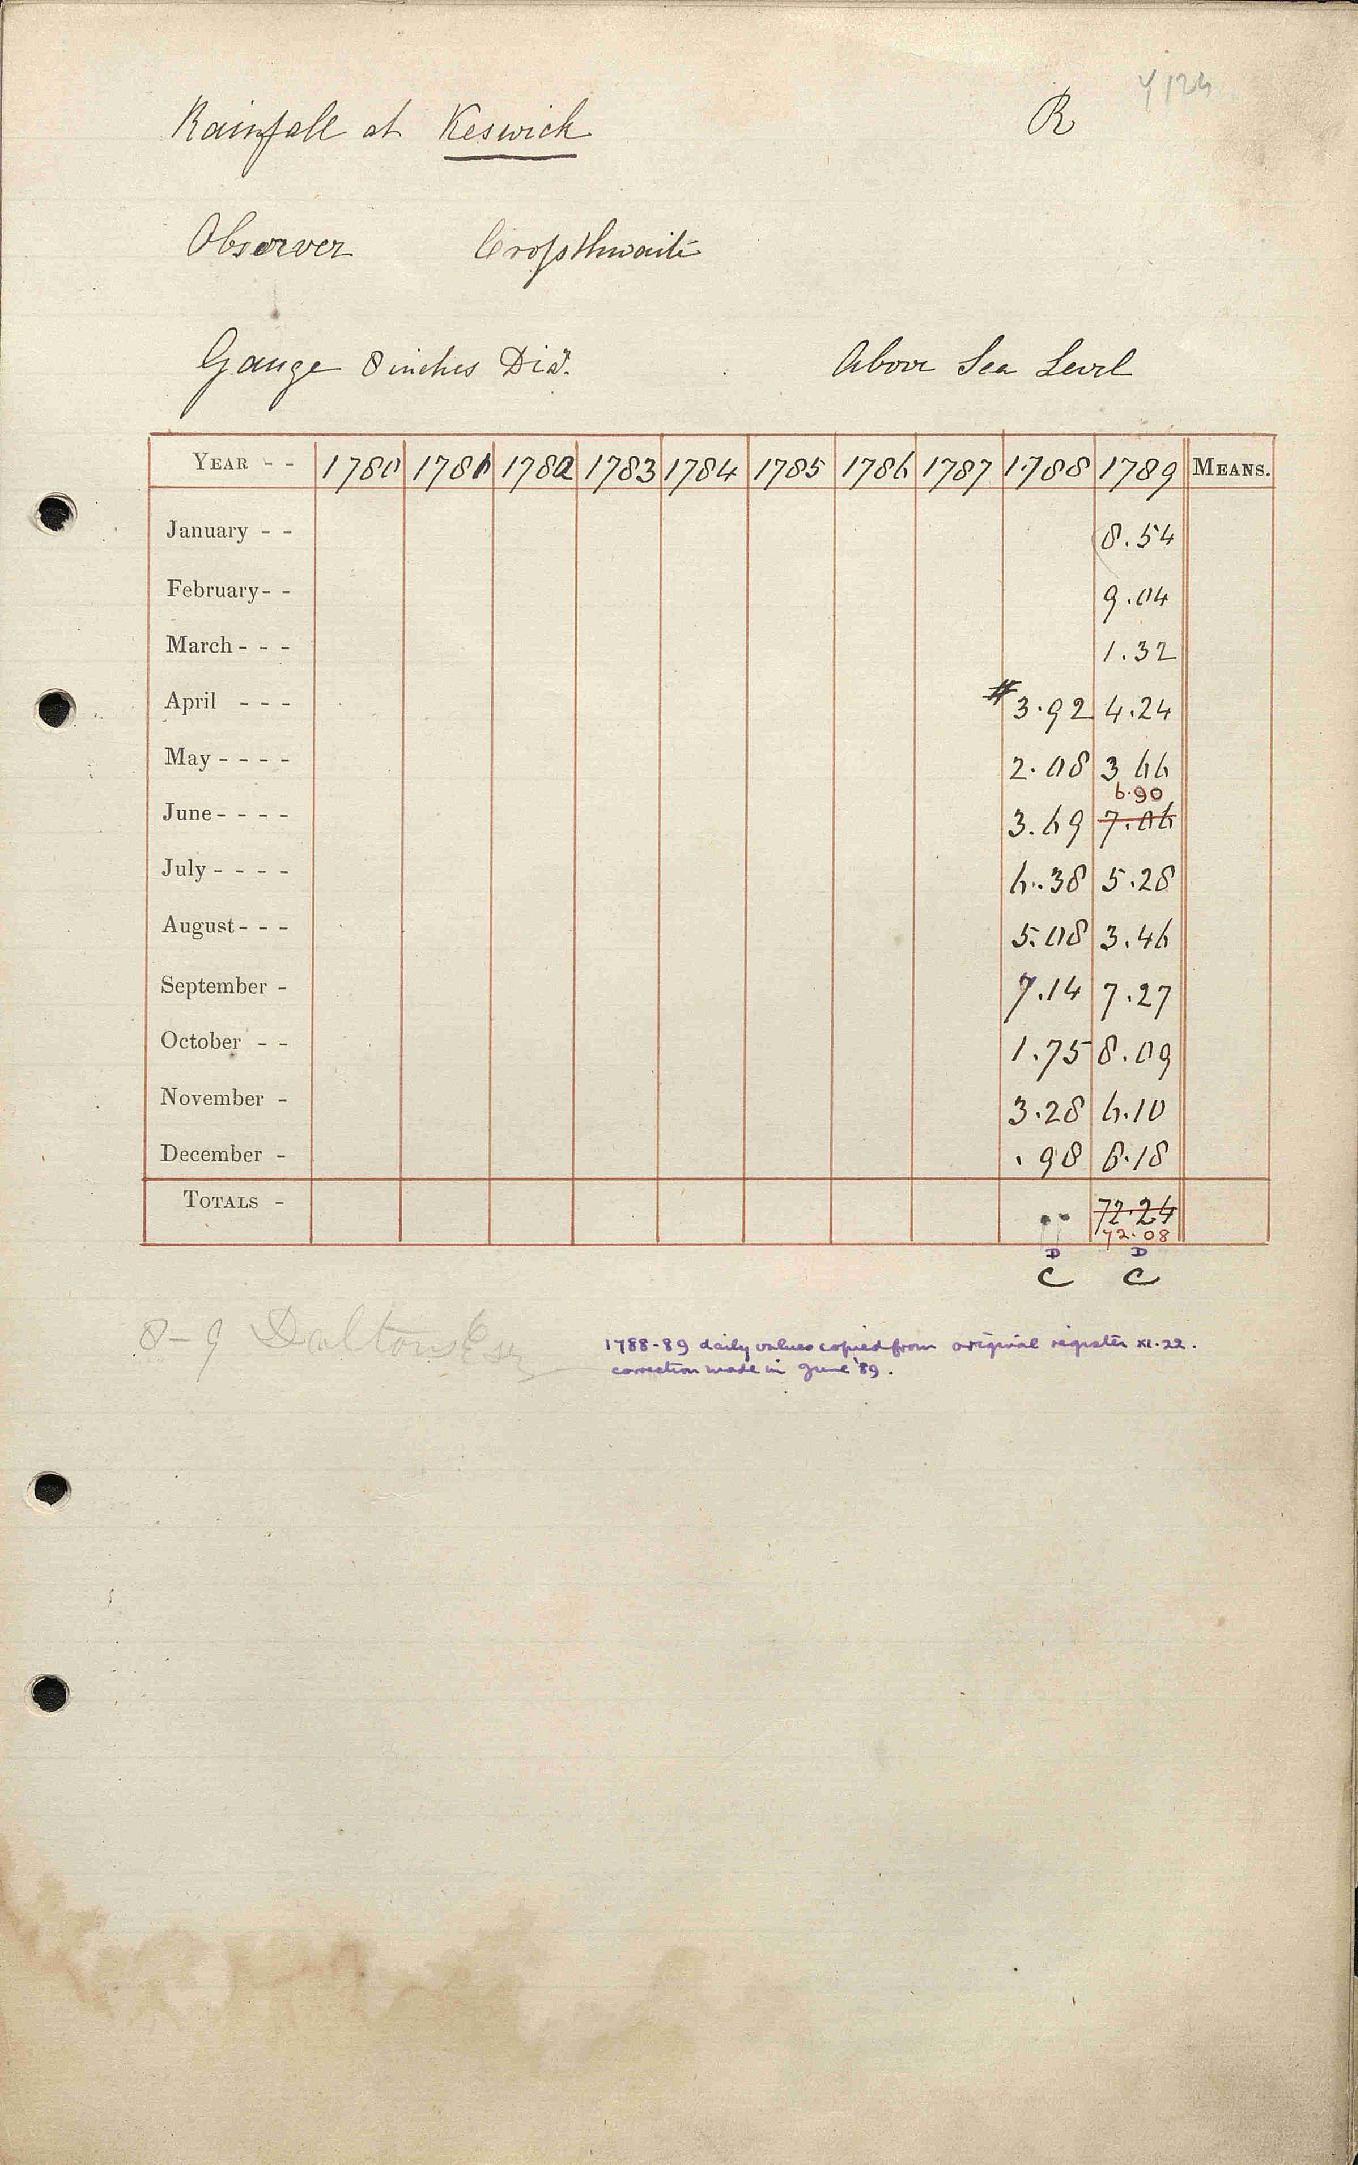 Y124
Rainfall at Keswick R
Observer Crossthwaite
Gauge 8 inches Dia. Above Sea Level
YEAR - - 1780 1781 1782 1783 1784 1785 1786 1787 1788 1789 MEANS.
January - - 8.54
February - - 9.04
March - - - 1.32
April - - - # 3.92 4.24
May - - - - 2.08 3 66
6.90
June - - - - 3.69 7.06
July - - - - 6.38 5.28
August - - - 5.08 3.46
September - 7.14 7.27
October - - 1.75 8.09
November - 3.28 6.10
December - .98 8.18
TOTALS - .. 72.24
72.08
D D
C C
8-9 Daltons Esq
1788-89 daily values copied from original register XI.22.
correction made in June '89.